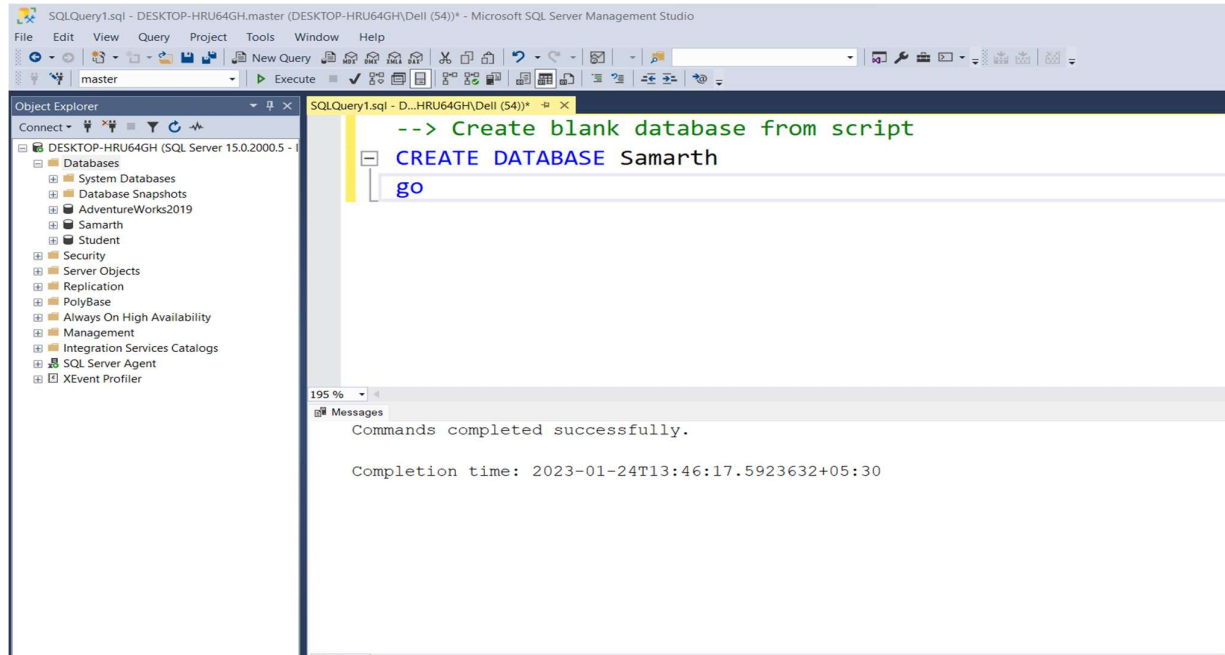 SQLQuery1.sql - DESKTOP-HRU64GH.master (DESKTOP-HRU64GH\Dell (54))* - Microsoft SQL Server Management Studio
File Edit View Query Project Tools Window Help
New Query
master Execute
Object Explorer
Connect
DESKTOP-HRU64GH (SQL Server 15.0.2000.5 - I
Databases
System Databases
Database Snapshots
AdventureWorks2019
Samarth
Student
Security
Server Objects
Replication
PolyBase
Always On High Availability
Management
Integration Services Catalogs
SQL Server Agent
XEvent Profiler
SQLQuery1.sql - D...HRU64GH\Dell (54))*
--> Create blank database from script
CREATE DATABASE Samarth
go
195 %
Messages
Commands completed successfully.
Completion time: 2023-01-24T13:46:17.5923632+05:30